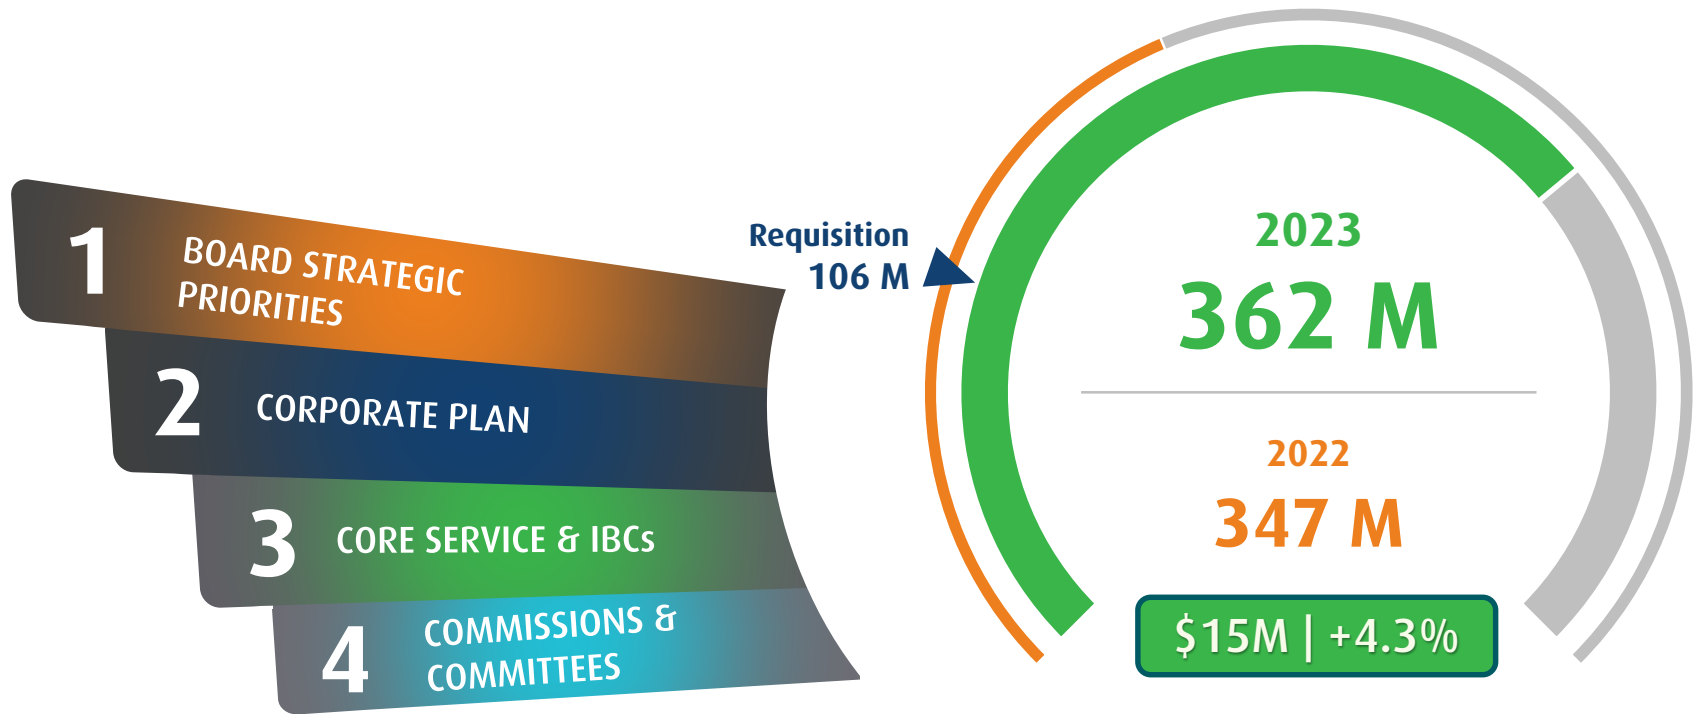 1
BOARD STRATEGIC
PRIORITIES
2
CORPORATE PLAN
3
CORE SERVICE & IBCs
4
COMMISSIONS &
COMMITTEES
Requisition
106 M
2023
362 M
2022
347 M
$15M | +4.3%